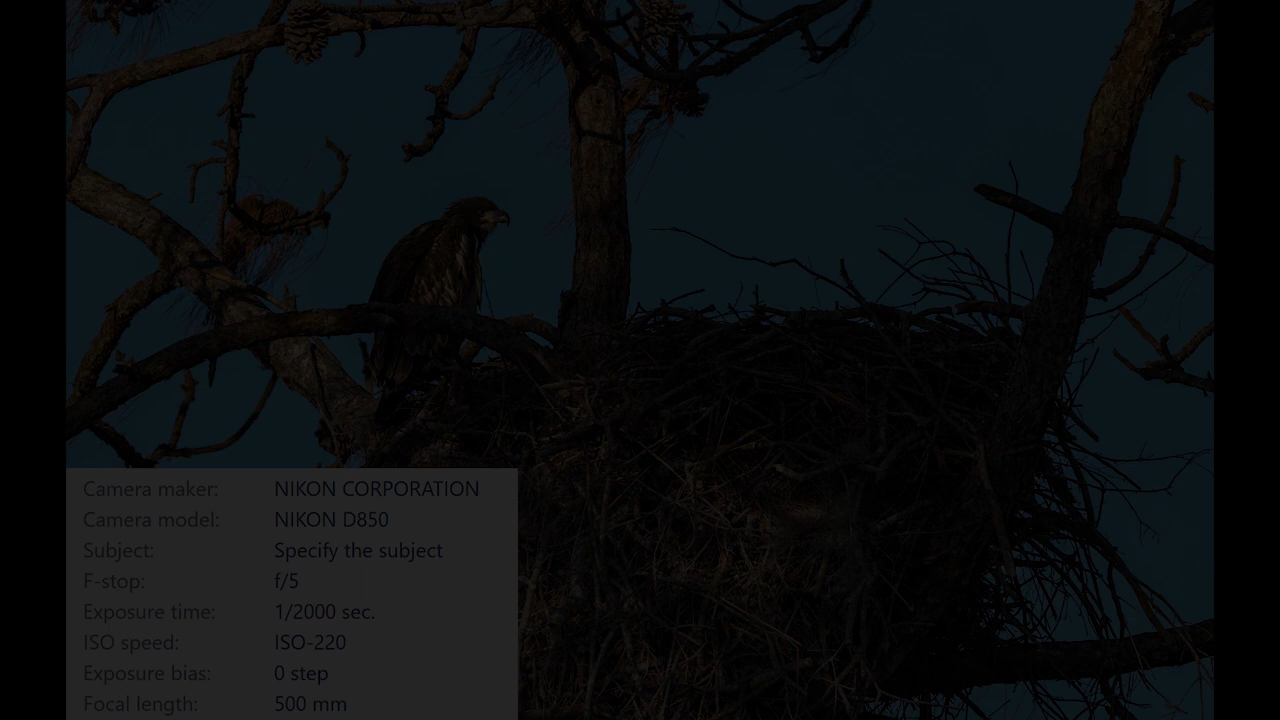 Camera maker: NIKON CORPORATION
Camera model: NIKON D850
Subject: Specify the subject
F-stop: f/5
Exposure time: 1/2000 sec.
ISO speed: ISO-220
Exposure bias: 0 step
Focal length: 500 mm